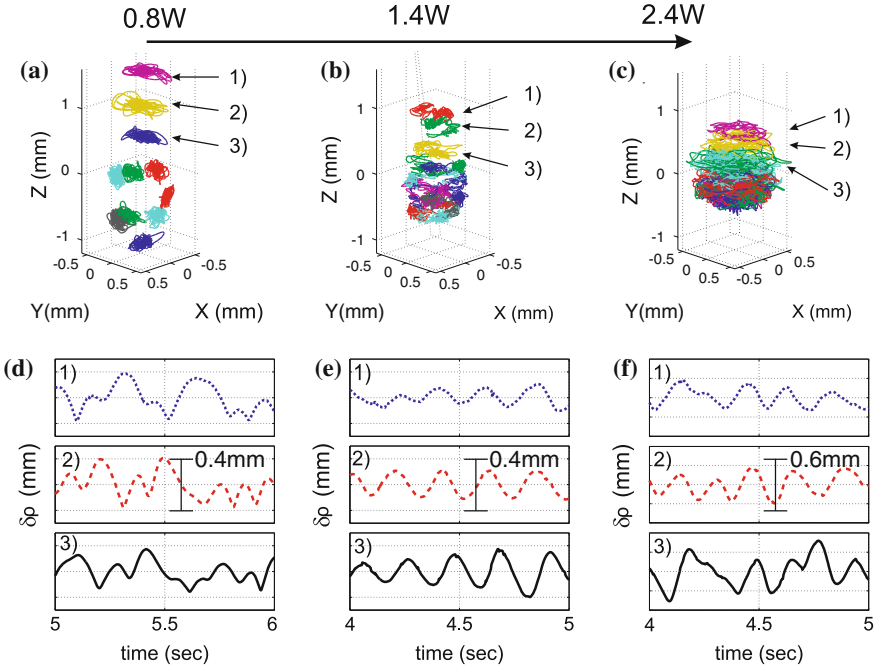 0.8W 1.4W 2.4W
(a) (b) (c)
1) 1) 1)
2) 2) 2)
3) 3) 3)
Z (mm) Z (mm) Z (mm)
1 1 1
0 0 0
-1 -1 -1
-0.5 0 0.5 0.5 0 -0.5
-0.5 0 0.5 0.5 0 -0.5
-0.5 0 0.5 -0.5 0 0.5
Y(mm) X (mm) Y(mm) X (mm) Y(mm) X (mm)
(d) (e) (f)
1) 1) 1)
δρ (mm) δρ (mm) δρ (mm)
2) 0.4mm 2) 0.4mm 2) 0.6mm
3) 3) 3)
5 5.5 6 4 4.5 5 4 4.5 5
time (sec) time (sec) time (sec)